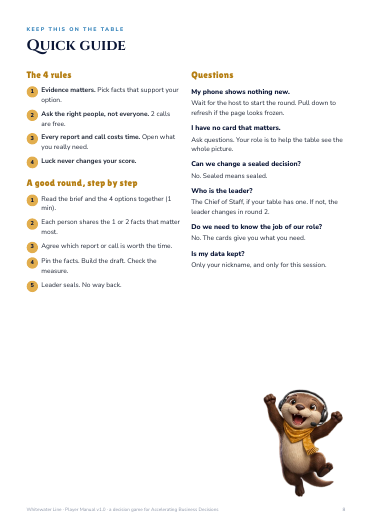 KEEP THIS ON THE TABLE
QUICK GUIDE
The 4 rules
1 Evidence matters. Pick facts that support your
option.
2 Ask the right people, not everyone. 2 calls
are free.
3 Every report and call costs time. Open what
you really need.
4 Luck never changes your score.
A good round, step by step
1 Read the brief and the 4 options together (1
min).
2 Each person shares the 1 or 2 facts that matter
most.
3 Agree which report or call is worth the time.
4 Pin the facts. Build the draft. Check the
measure.
5 Leader seals. No way back.
Questions
My phone shows nothing new.
Wait for the host to start the round. Pull down to
refresh if the page looks frozen.
I have no card that matters.
Ask questions. Your role is to help the table see the
whole picture.
Can we change a sealed decision?
No. Sealed means sealed.
Who is the leader?
The Chief of Staff, if your table has one. If not, the
leader changes in round 2.
Do we need to know the job of our role?
No. The cards give you what you need.
Is my data kept?
Only your nickname, and only for this session.
Whitewater Live · Player Manual v1.0 · a decision game for Accelerating Business Decisions